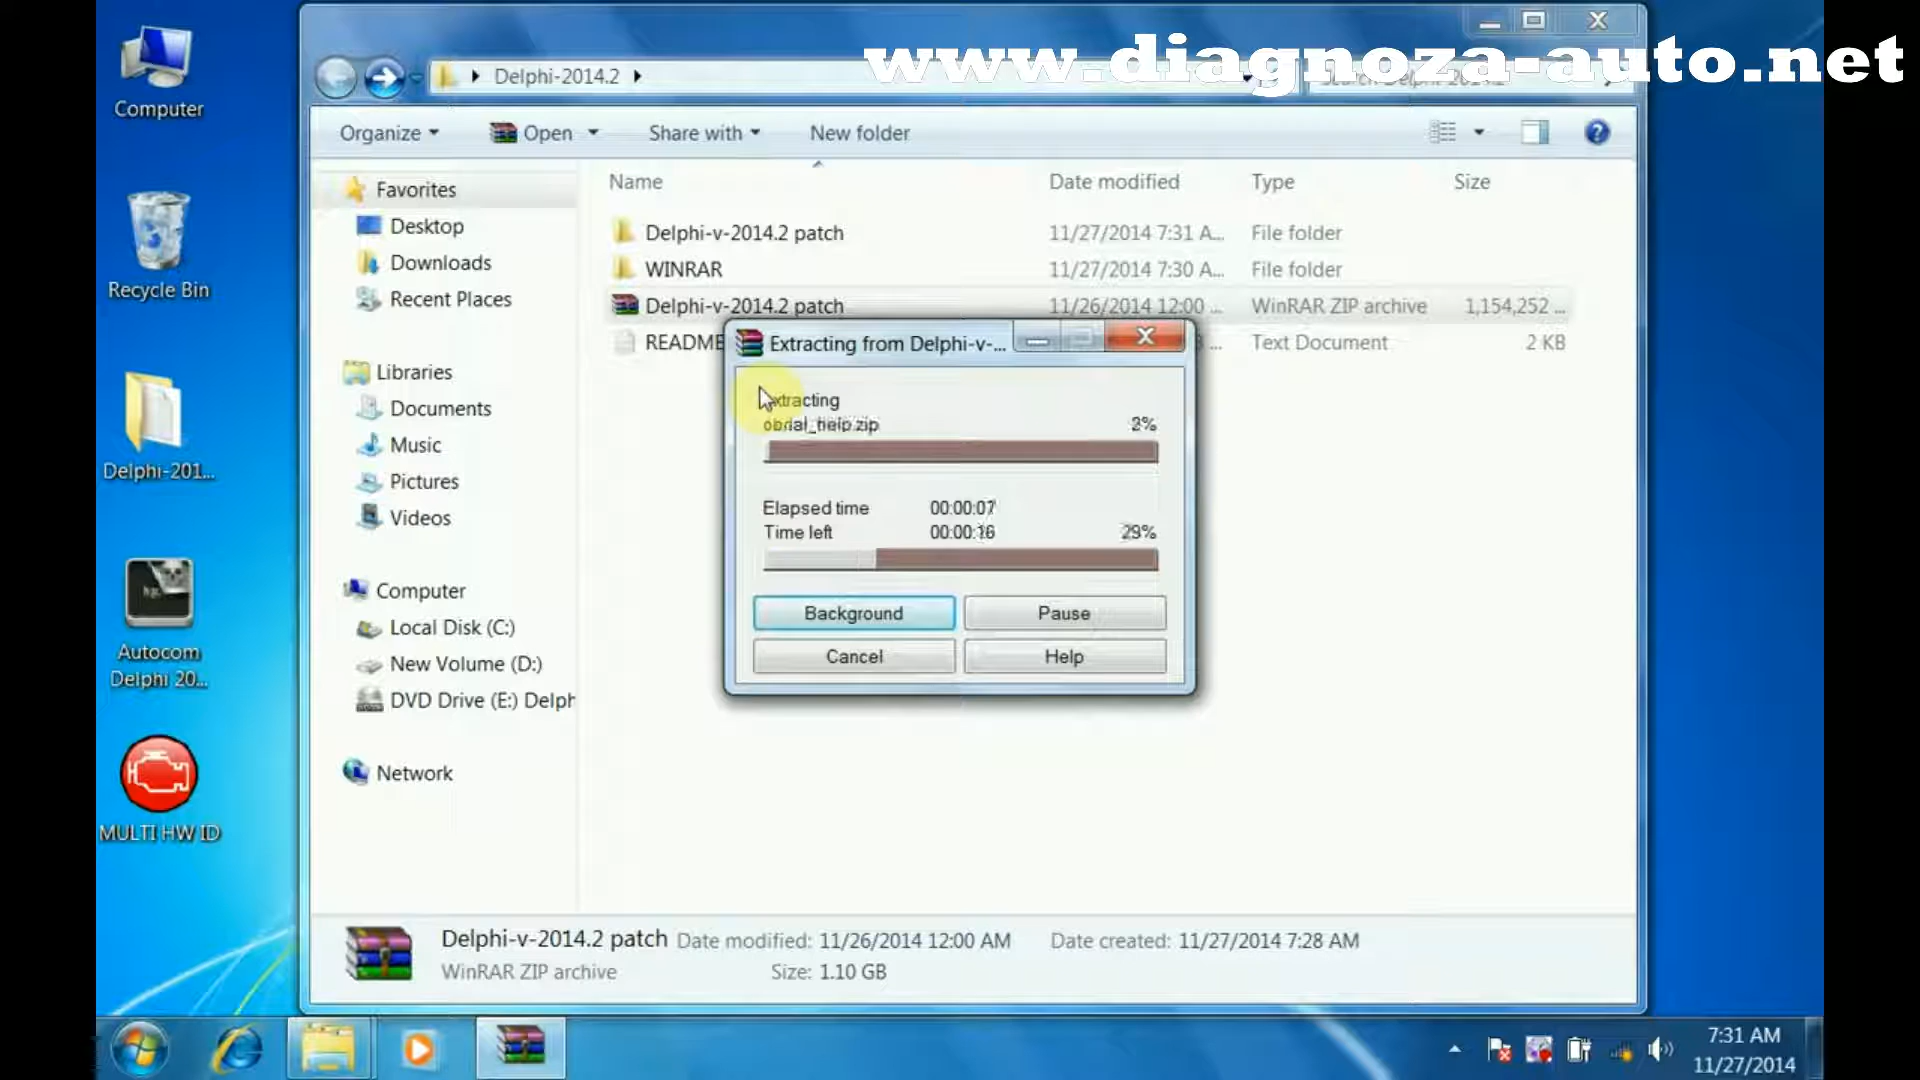 Computer
Recycle Bin
Delphi-201...
Autocom
Delphi 20...
MULTI HW ID
www.diagnoza-auto.net
Delphi-2014.2
Organize
Open
Share with
New folder
Name Date modified Type Size
Favorites
Desktop
Downloads
Recent Places
Libraries
Documents
Music
Pictures
Videos
Computer
Local Disk (C:)
New Volume (D:)
DVD Drive (E:) Delph
Network
Delphi-v-2014.2 patch 11/27/2014 7:31 A... File folder
WINRAR 11/27/2014 7:30 A... File folder
Delphi-v-2014.2 patch 11/26/2014 12:00 ... WinRAR ZIP archive 1,154,252 ...
README Text Document 2 KB
Extracting from Delphi-v-...
Extracting
2%
Elapsed time 00:00:07
Time left 29%
Background
Pause
Cancel
Help
Delphi-v-2014.2 patch Date modified: 11/26/2014 12:00 AM Date created: 11/27/2014 7:28 AM
WinRAR ZIP archive Size: 1.10 GB
7:31 AM
11/27/2014